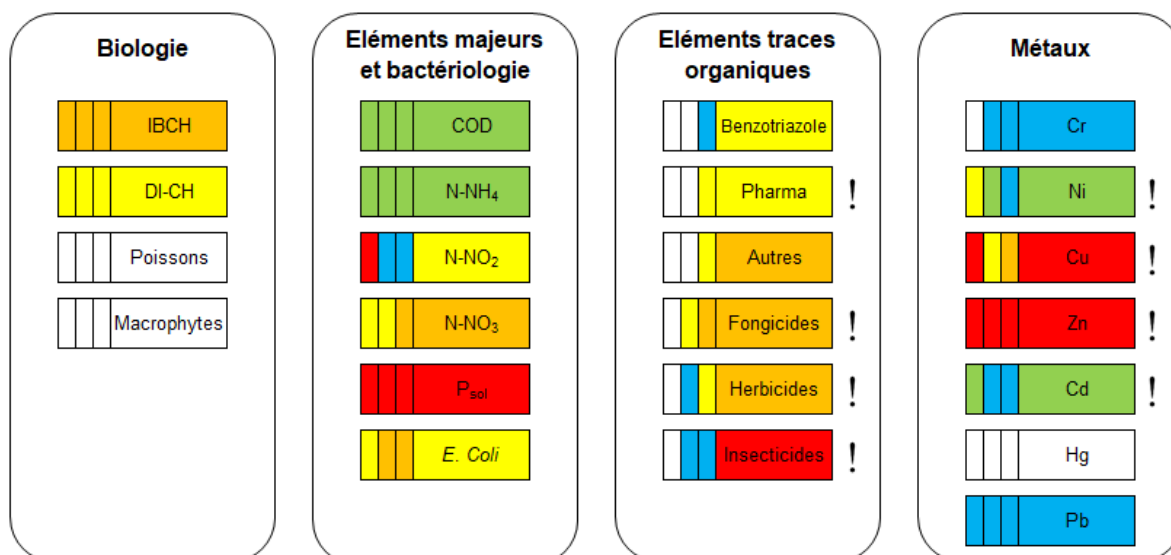 Biologie
IBCH
DI-CH
Poissons
Macrophytes
Eléments majeurs
et bactériologie
COD
N-NH₄
N-NO₂
N-NO₃
Psol
E. Coli
Eléments traces
organiques
Benzotriazole
Pharma !
Autres
Fongicides !
Herbicides !
Insecticides !
Métaux
Cr
Ni !
Cu !
Zn !
Cd !
Hg
Pb